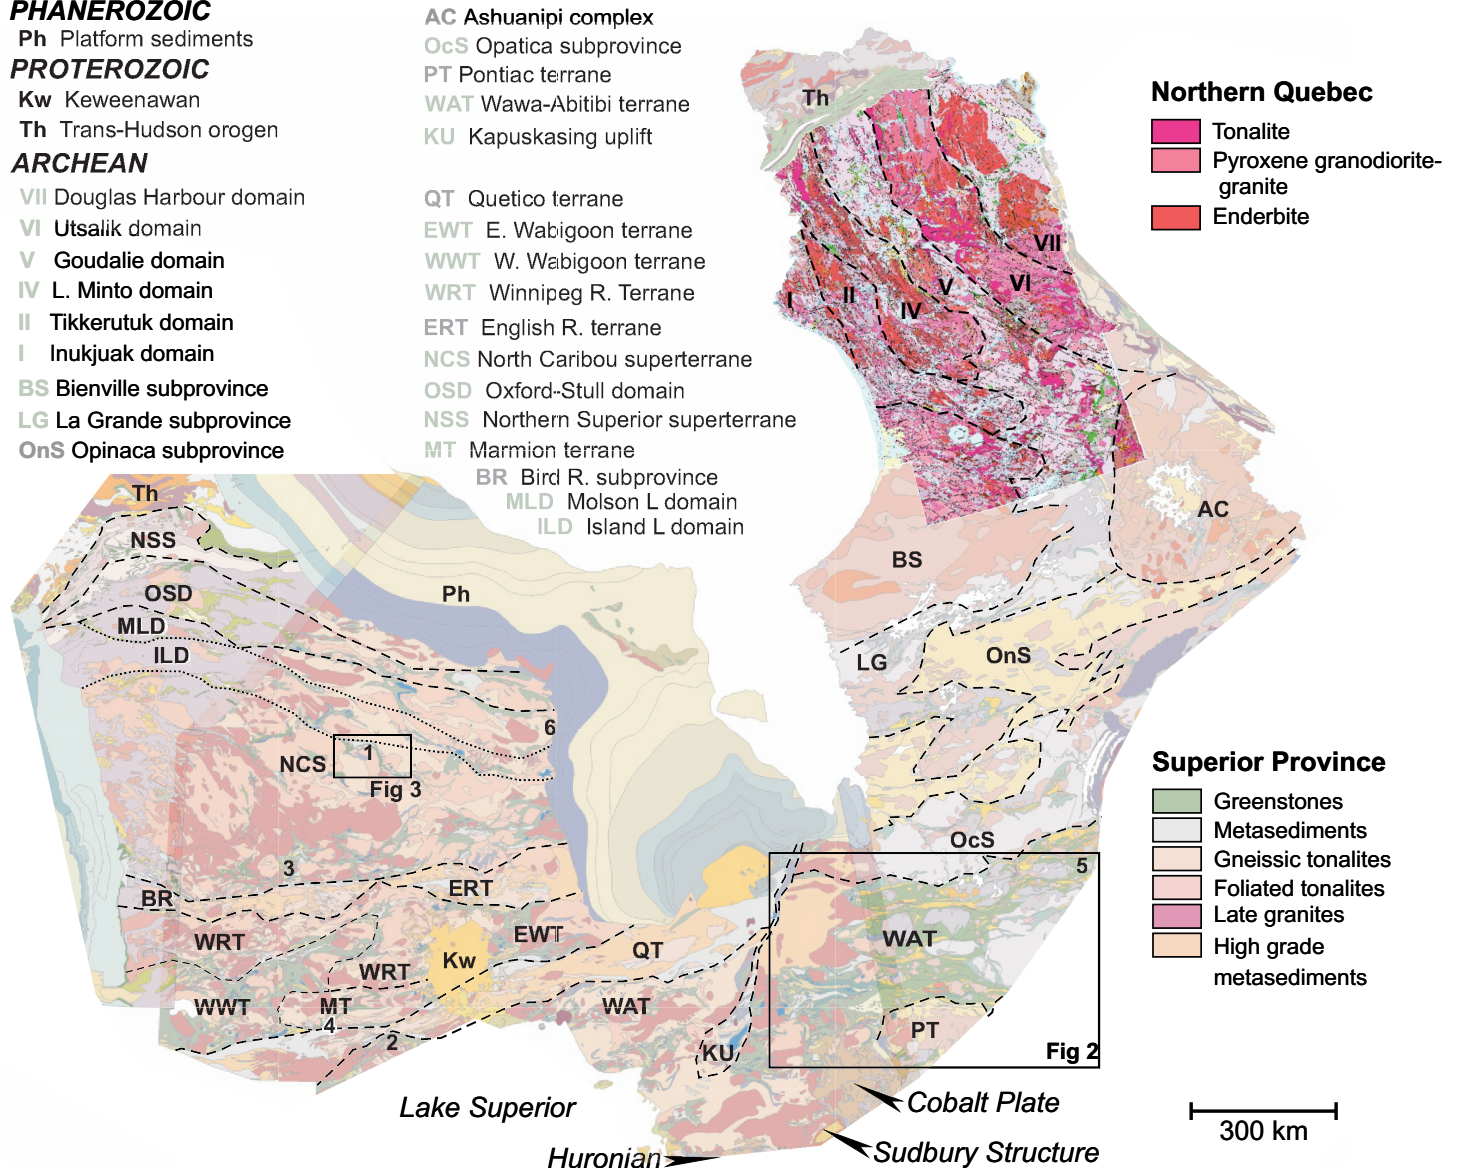 PHANEROZOIC
Ph Platform sediments
PROTEROZOIC
Kw Keweenawan
Th Trans-Hudson orogen
ARCHEAN
VII Douglas Harbour domain
VI Utsalik domain
V Goudalie domain
IV L. Minto domain
II Tikkerutuk domain
I Inukjuak domain
BS Bienville subprovince
LG La Grande subprovince
OnS Opinaca subprovince
AC Ashuanipi complex
OcS Opatica subprovince
PT Pontiac terrane
WAT Wawa-Abitibi terrane
KU Kapuskasing uplift
QT Quetico terrane
EWT E. Wabigoon terrane
WWT W. Wabigoon terrane
WRT Winnipeg R. Terrane
ERT English R. terrane
NCS North Caribou superterrane
OSD Oxford-Stull domain
NSS Northern Superior superterrane
MT Marmion terrane
BR Bird R. subprovince
MLD Molson L domain
ILD Island L domain
Northern Quebec
Tonalite
Pyroxene granodiorite-
granite
Enderbite
Th
VII
VI
V
IV
II
I
AC
BS
LG
OnS
OcS
Th
NSS
OSD
MLD
ILD
Ph
6
NCS
1
Fig 3
3
BR
ERT
WRT
EWT
QT
Kw
WRT
WWT
MT
4
2
WAT
KU
5
WAT
PT
Fig 2
Superior Province
Greenstones
Metasediments
Gneissic tonalites
Foliated tonalites
Late granites
High grade
metasediments
300 km
Lake Superior
Cobalt Plate
Sudbury Structure
Huronian